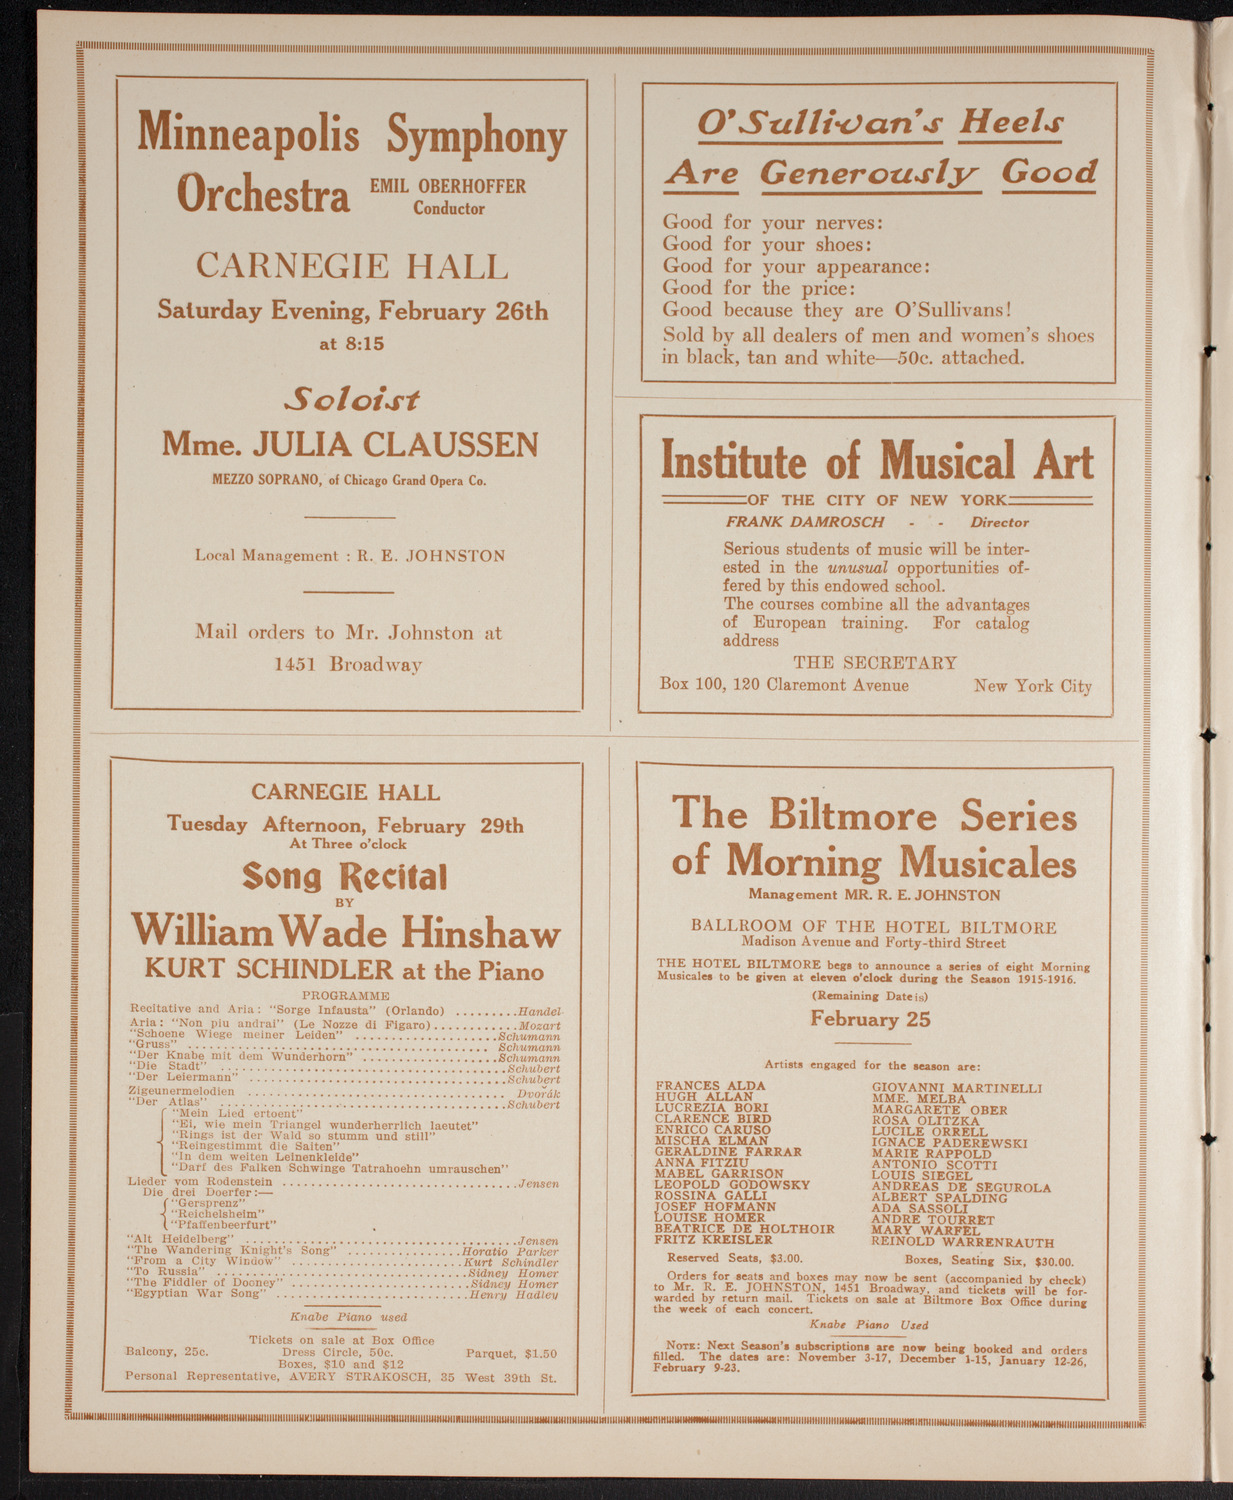 Minneapolis Symphony
Orchestra EMIL OBERHOFFER
Conductor
CARNEGIE HALL
Saturday Evening, February 26th
at 8:15
Soloist
Mme. JULIA CLAUSSEN
MEZZO SOPRANO, of Chicago Grand Opera Co.
Local Management : R. E. JOHNSTON
Mail orders to Mr. Johnston at
1451 Broadway
O'Sullivan's Heels
Are Generously Good
Good for your nerves:
Good for your shoes:
Good for your appearance:
Good for the price:
Good because they are O'Sullivans!
Sold by all dealers of men and women's shoes
in black, tan and white—50c. attached.
Institute of Musical Art
OF THE CITY OF NEW YORK
FRANK DAMROSCH - - Director
Serious students of music will be inter-
ested in the unusual opportunities of-
fered by this endowed school.
The courses combine all the advantages
of European training. For catalog
address
THE SECRETARY
Box 100, 120 Claremont Avenue New York City
CARNEGIE HALL
Tuesday Afternoon, February 29th
At Three o'clock
Song Recital
BY
William Wade Hinshaw
KURT SCHINDLER at the Piano
PROGRAMME
Recitative and Aria: "Sorge Infausta" (Orlando) .........Handel
Aria: "Non piu andrai" (Le Nozze di Figaro)............Mozart
"Schoene Wiege meiner Leiden" ....................Schumann
"Gruss" ..........................................Schumann
"Der Knabe mit dem Wunderhorn" ...................Schumann
"Die Stadt" ........................................Schubert
"Der Leiermann" ....................................Schubert
Zigeunermelodien .................................... Dvorák
"Der Atlas" ........................................Schubert
"Mein Lied ertoent"
"Ei, wie mein Triangel wunderherrlich laeutet"
"Rings ist der Wald so stumm und still"
"Reingestimmt die Saiten"
"In dem weiten Leinenkleide"
"Darf des Falken Schwinge Tatrahoehn umrauschen"
Lieder vom Rodenstein .................................Jensen
Die drei Doerfer:—
"Gersprenz"
"Reichelsheim"
"Pfaffenbeerfurt"
"Alt Heidelberg" ........................................Jensen
"The Wandering Knight's Song" ................Horatio Parker
"From a City Window" ........................Kurt Schindler
"To Russia" ...................................Sidney Homer
"The Fiddler of Dooney" ..........................Sidney Homer
"Egyptian War Song" ...........................Henry Hadley
Knabe Piano used
Tickets on sale at Box Office
Balcony, 25c. Dress Circle, 50c. Parquet, $1.50
Boxes, $10 and $12
Personal Representative, AVERY STRAKOSCH, 35 West 39th St.
The Biltmore Series
of Morning Musicales
Management MR. R. E. JOHNSTON
BALLROOM OF THE HOTEL BILTMORE
Madison Avenue and Forty-third Street
THE HOTEL BILTMORE begs to announce a series of eight Morning
Musicales to be given at eleven o'clock during the Season 1915-1916.
(Remaining Date is)
February 25
Artists engaged for the season are:
FRANCES ALDA
HUGH ALLAN
LUCREZIA BORI
CLARENCE BIRD
ENRICO CARUSO
MISCHA ELMAN
GERALDINE FARRAR
ANNA FITZIU
MABEL GARRISON
LEOPOLD GODOWSKY
ROSSINA GALLI
JOSEF HOFMANN
LOUISE HOMER
BEATRICE DE HOLTHOIR
FRITZ KREISLER
GIOVANNI MARTINELLI
MME. MELBA
MARGARETE OBER
ROSA OLITZKA
LUCILE ORRELL
IGNACE PADEREWSKI
MARIE RAPPOLD
ANTONIO SCOTTI
LOUIS SIEGEL
ANDREAS DE SEGUROLA
ALBERT SPALDING
ADA SASSOLI
ANDRE TOURRET
MARY WARFEL
REINOLD WARRENRAUTH
Reserved Seats, $3.00. Boxes, Seating Six, $30.00.
Orders for seats and boxes may now be sent (accompanied by check)
to Mr. R. E. JOHNSTON, 1451 Broadway, and tickets will be for-
warded by return mail. Tickets on sale at Biltmore Box Office during
the week of each concert.
Knabe Piano Used
NOTE: Next Season's subscriptions are now being booked and orders
filled. The dates are: November 3-17, December 1-15, January 12-26,
February 9-23.